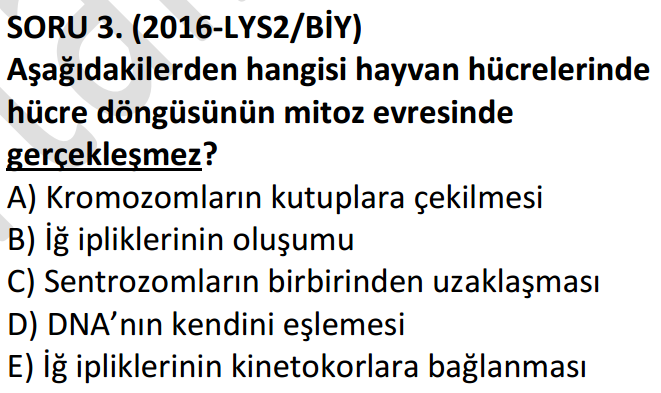 SORU 3. (2016-LYS2/BİY)
Aşağıdakilerden hangisi hayvan hücrelerinde
hücre döngüsünün mitoz evresinde
gerçekleşmez?
A) Kromozomların kutuplara çekilmesi
B) İğ ipliklerinin oluşumu
C) Sentrozomların birbirinden uzaklaşması
D) DNA’nın kendini eşlemesi
E) İğ ipliklerinin kinetokorlara bağlanması